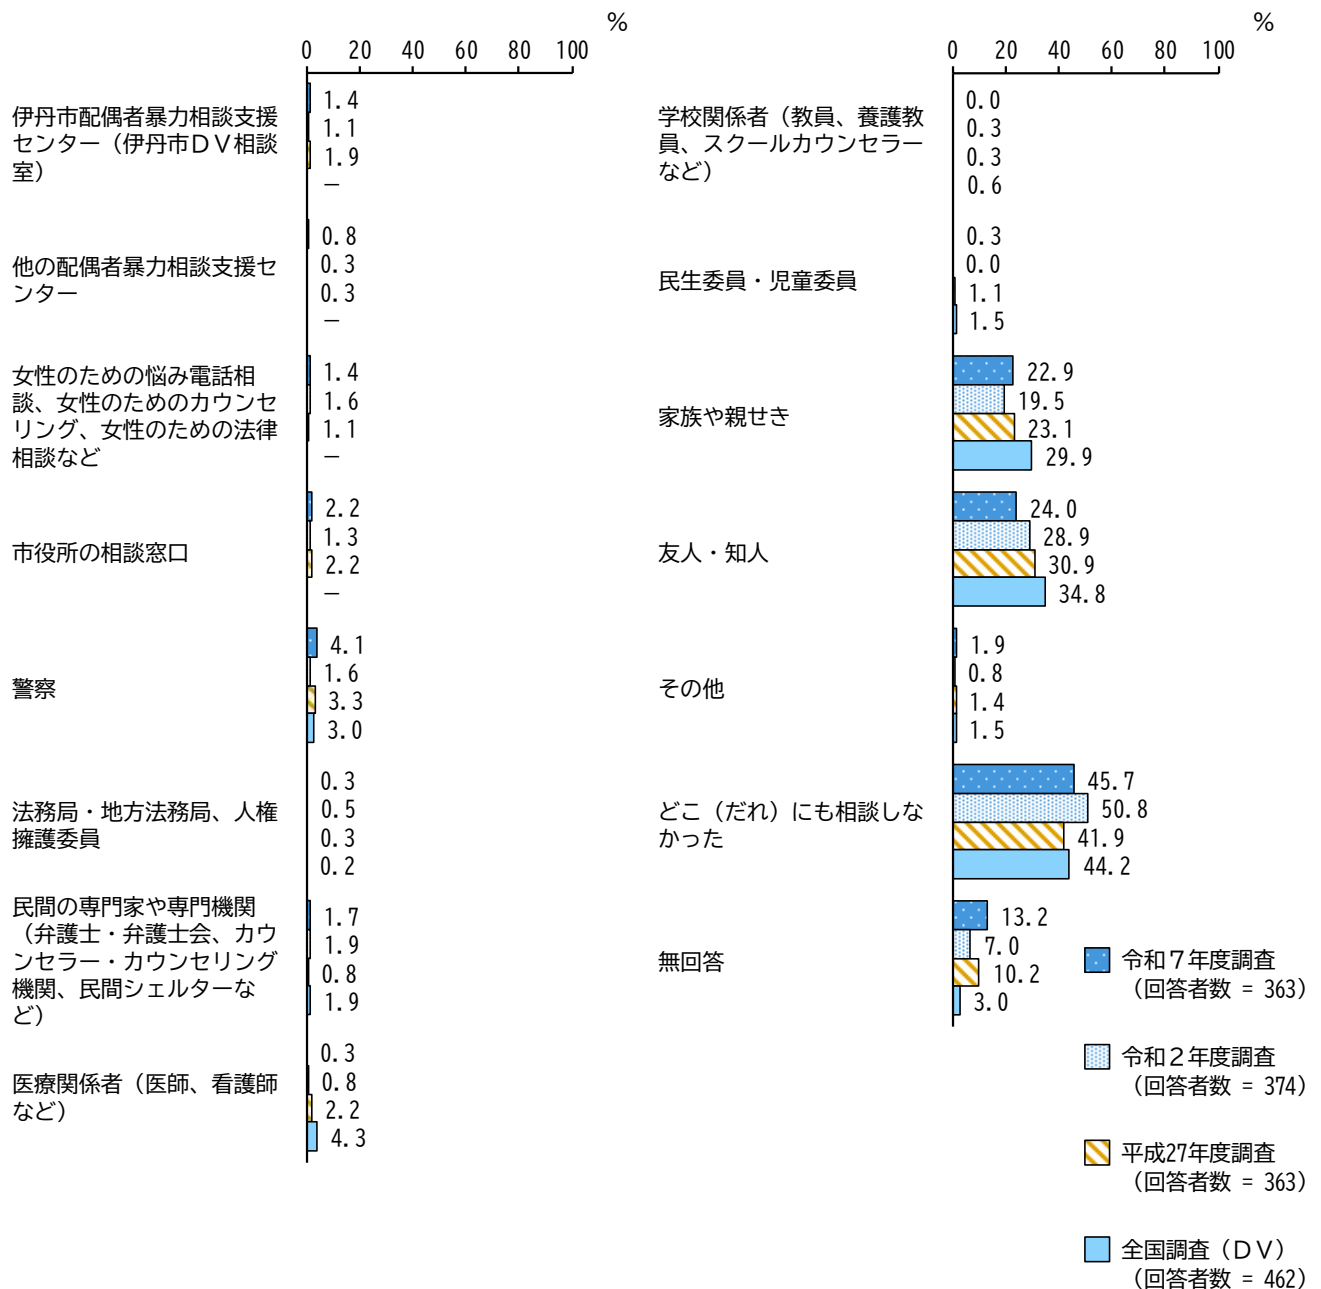 %
0 20 40 60 80 100
伊丹市配偶者暴力相談支援
センター（伊丹市ＤＶ相談
室）
1.4
1.1
1.9
－
他の配偶者暴力相談支援セ
ンター
0.8
0.3
0.3
－
女性のための悩み電話相
談、女性のためのカウンセ
リング、女性のための法律
相談など
1.4
1.6
1.1
－
市役所の相談窓口
2.2
1.3
2.2
－
警察
4.1
1.6
3.3
3.0
法務局・地方法務局、人権
擁護委員
0.3
0.5
0.3
0.2
民間の専門家や専門機関
（弁護士・弁護士会、カウ
ンセラー・カウンセリング
機関、民間シェルターな
ど）
1.7
1.9
0.8
1.9
医療関係者（医師、看護師
など）
0.3
0.8
2.2
4.3
%
0 20 40 60 80 100
学校関係者（教員、養護教
員、スクールカウンセラー
など）
0.0
0.3
0.3
0.6
民生委員・児童委員
0.3
0.0
1.1
1.5
家族や親せき
22.9
19.5
23.1
29.9
友人・知人
24.0
28.9
30.9
34.8
その他
1.9
0.8
1.4
1.5
どこ（だれ）にも相談しな
かった
45.7
50.8
41.9
44.2
無回答
13.2
7.0
10.2
3.0
令和７年度調査
（回答者数 = 363）
令和２年度調査
（回答者数 = 374）
平成27年度調査
（回答者数 = 363）
全国調査（ＤＶ）
（回答者数 = 462）